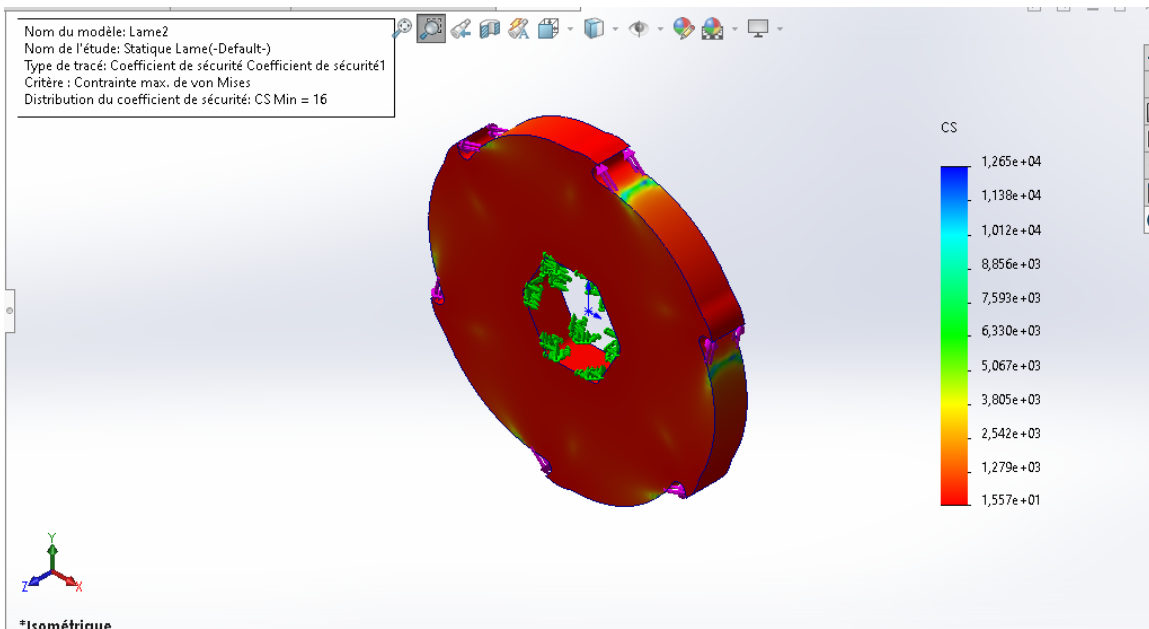 Nom du modèle: Lame2
Nom de l'étude: Statique Lame(-Default-)
Type de tracé: Coefficient de sécurité Coefficient de sécurité1
Critère : Contrainte max. de von Mises
Distribution du coefficient de sécurité: CS Min = 16
CS
1,265e+04
1,138e+04
1,012e+04
8,856e+03
7,593e+03
6,330e+03
5,067e+03
3,805e+03
2,542e+03
1,279e+03
1,557e+01
Y
Z
X
*Isométrique